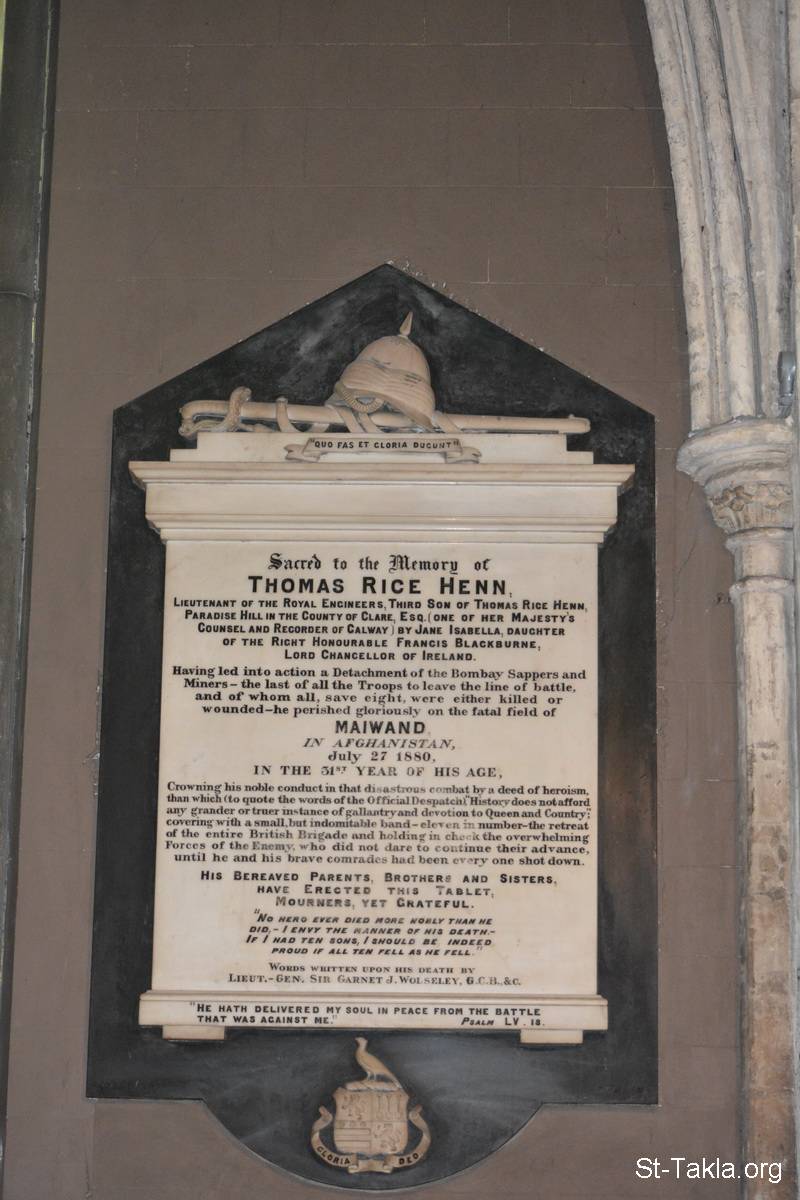 "QUO FAS ET GLORIA DUCUNT"
Sacred to the Memory of
THOMAS RICE HENN,
LIEUTENANT OF THE ROYAL ENGINEERS, THIRD SON OF THOMAS RICE HENN,
PARADISE HILL IN THE COUNTY OF CLARE, ESQ. (ONE OF HER MAJESTY'S
COUNSEL AND RECORDER OF GALWAY) BY JANE ISABELLA, DAUGHTER
OF THE RIGHT HONOURABLE FRANCIS BLACKBURNE,
LORD CHANCELLOR OF IRELAND.
Having led into action a Detachment of the Bombay Sappers and
Miners - the last of all the Troops to leave the line of battle,
and of whom all, save eight, were either killed or
wounded - he perished gloriously on the fatal field of
MAIWAND
IN AFGHANISTAN,
July 27 1880,
IN THE 31ST YEAR OF HIS AGE,
Crowning his noble conduct in that disastrous combat by a deed of heroism,
than which (to quote the words of the Official Despatch) "History does not afford
any grander or truer instance of gallantry and devotion to Queen and Country;"
covering with a small, but indomitable band - eleven in number - the retreat
of the entire British Brigade and holding in check the overwhelming
Forces of the Enemy, who did not dare to continue their advance,
until he and his brave comrades had been every one shot down.
HIS BEREAVED PARENTS, BROTHERS AND SISTERS,
HAVE ERECTED THIS TABLET,
MOURNERS, YET GRATEFUL.
"NO HERO EVER DIED MORE NOBLY THAN HE
DID, - I ENVY THE MANNER OF HIS DEATH. -
IF I HAD TEN SONS, I SHOULD BE INDEED
PROUD IF ALL TEN FELL AS HE FELL."
WORDS WRITTEN UPON HIS DEATH BY
LIEUT.-GEN. SIR GARNET J. WOLSELEY, G.C.B., &C.
"HE HATH DELIVERED MY SOUL IN PEACE FROM THE BATTLE
THAT WAS AGAINST ME." PSALM LV. 18.
GLORIA DEO
St-Takla.org